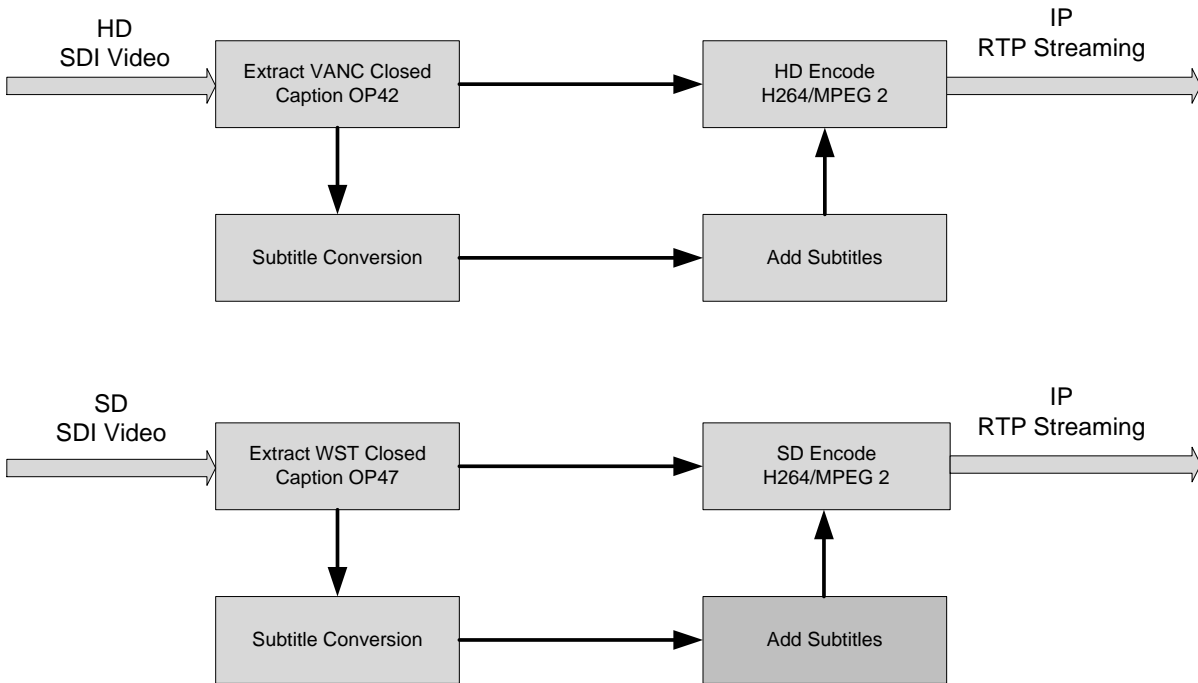 HD
SDI Video
Extract VANC Closed
Caption OP42
HD Encode
H264/MPEG 2
IP
RTP Streaming
Subtitle Conversion
Add Subtitles
SD
SDI Video
Extract WST Closed
Caption OP47
SD Encode
H264/MPEG 2
IP
RTP Streaming
Subtitle Conversion
Add Subtitles